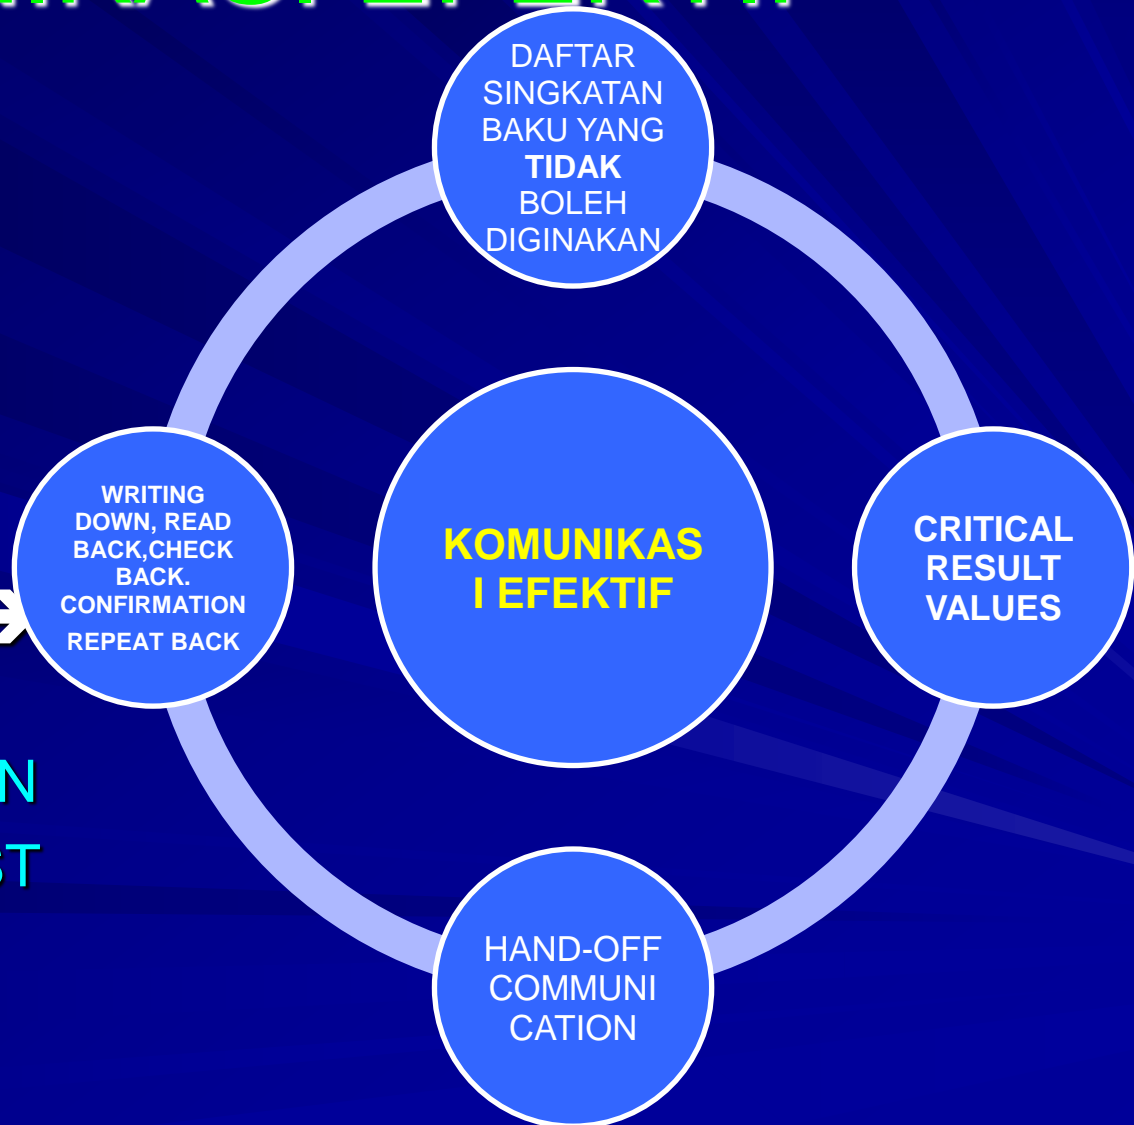 DAFTAR
SINGKATAN
BAKU YANG
TIDAK
BOLEH
DIGINAKAN
WRITING
DOWN, READ
BACK,CHECK
BACK.
CONFIRMATION
REPEAT BACK
KOMUNIKAS
I EFEKTIF
CRITICAL
RESULT
VALUES
N
ST
HAND-OFF
COMMUNI
CATION